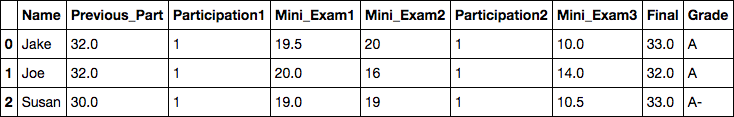 Name Previous_Part Participation1 Mini_Exam1 Mini_Exam2 Participation2 Mini_Exam3 Final Grade
0 Jake 32.0 1 19.5 20 1 10.0 33.0 A
1 Joe 32.0 1 20.0 16 1 14.0 32.0 A
2 Susan 30.0 1 19.0 19 1 10.5 33.0 A-